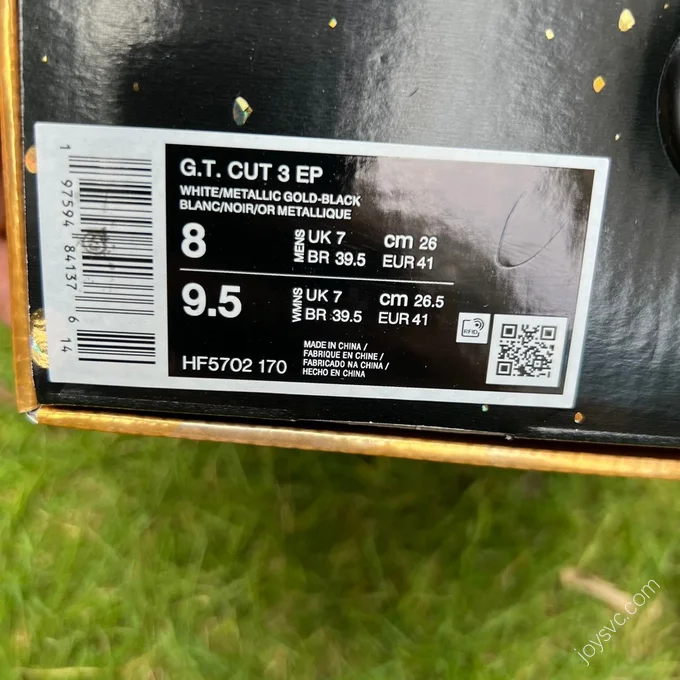 G.T. CUT 3 EP
WHITE/METALLIC GOLD-BLACK
BLANC/NOIR/OR METALLIQUE
8 MENS UK 7 cm 26
BR 39.5 EUR 41
9.5 WMNS UK 7 cm 26.5
BR 39.5 EUR 41
HF5702 170
MADE IN CHINA /
FABRIQUE EN CHINE /
FABRICADO NA CHINA /
HECHO EN CHINA
RFID
1 97594 84137 6 14
joysvc.com